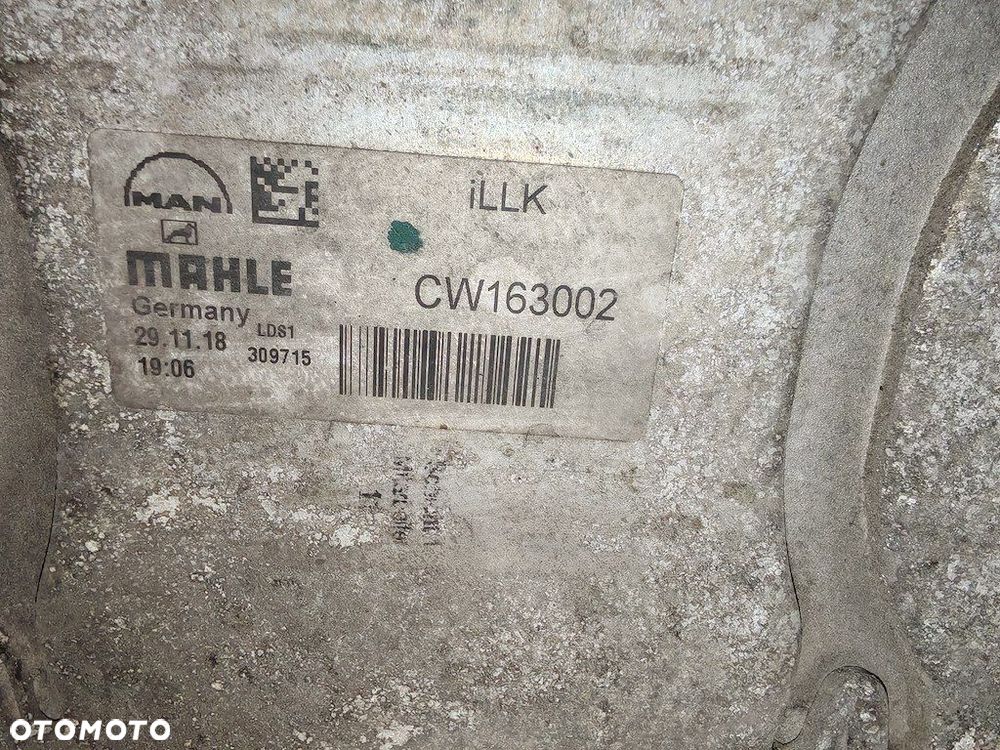 MAN
iLLK
MAHLE
CW163002
Germany
29.11.18 LDS1
19:06 309715
OTOMOTO